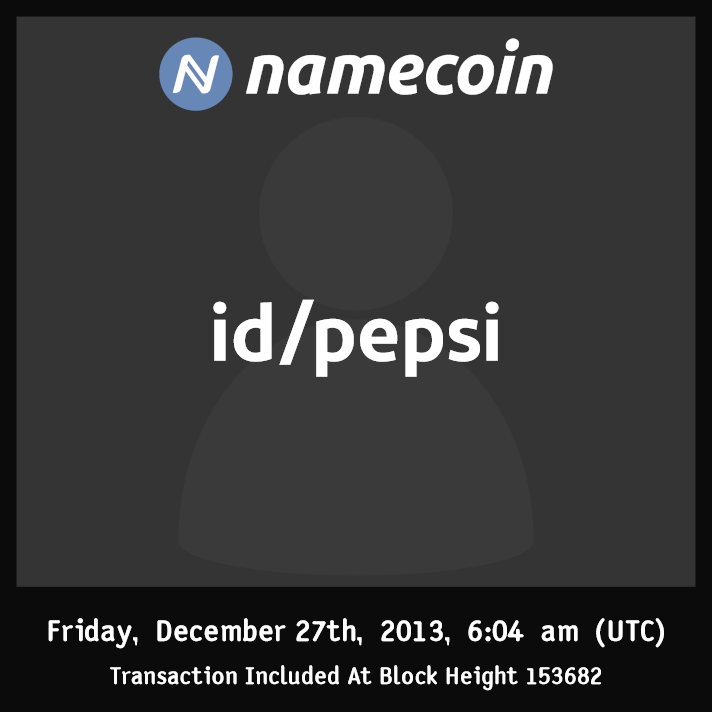 namecoin
id/pepsi
Friday, December 27th, 2013, 6:04 am (UTC)
Transaction Included At Block Height 153682